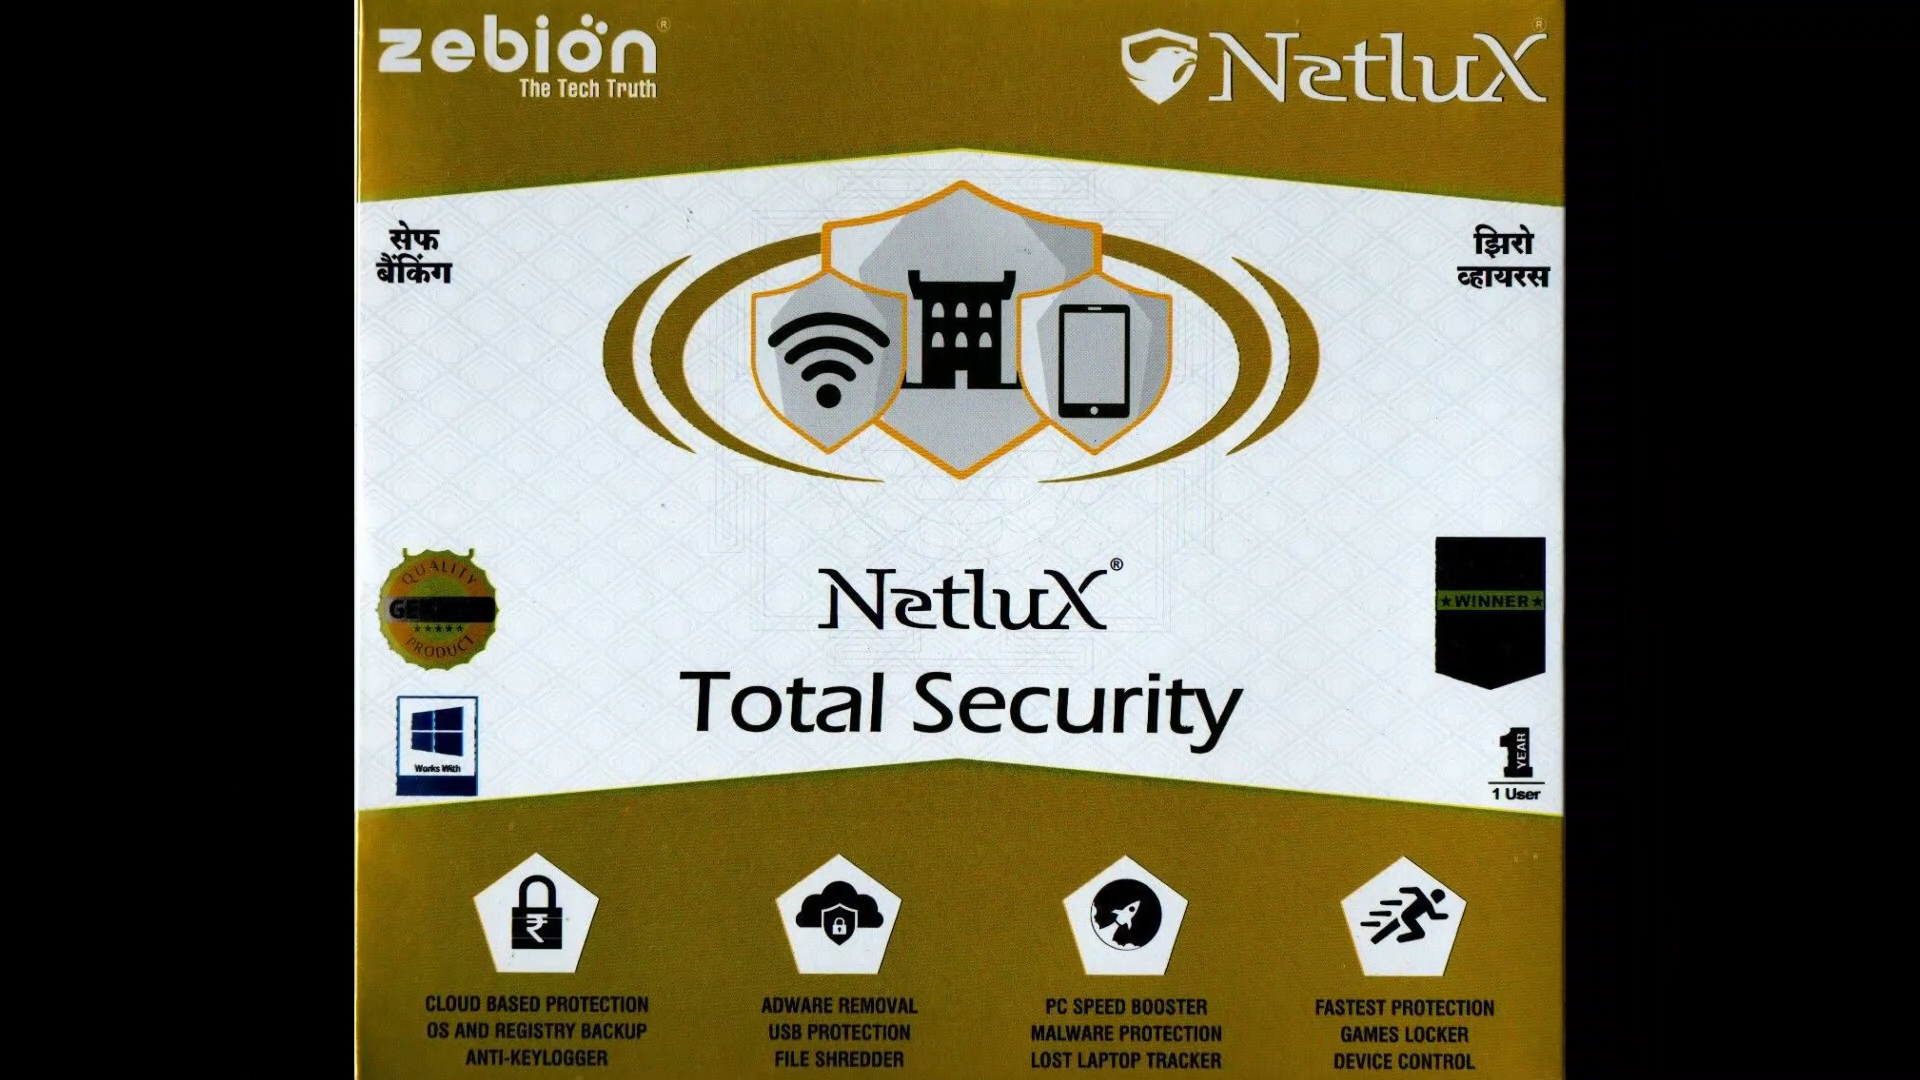 zebion®
The Tech Truth
NetluX®
सेफ
बैंकिंग
झिरो
व्हायरस
NetluX®
Total Security
QUALITY
PRODUCT
★WINNER★
Works With
1 YEAR
1 User
₹
CLOUD BASED PROTECTION
OS AND REGISTRY BACKUP
ANTI-KEYLOGGER
ADWARE REMOVAL
USB PROTECTION
FILE SHREDDER
PC SPEED BOOSTER
MALWARE PROTECTION
LOST LAPTOP TRACKER
FASTEST PROTECTION
GAMES LOCKER
DEVICE CONTROL